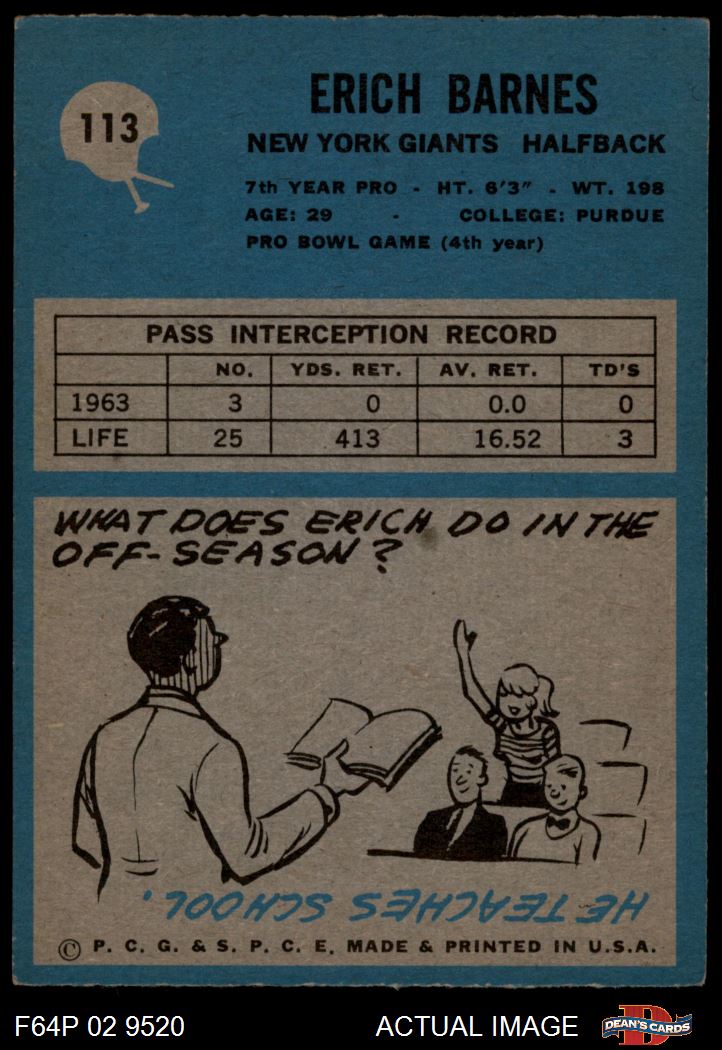 113
ERICH BARNES
NEW YORK GIANTS HALFBACK
7th YEAR PRO - HT. 6'3" - WT. 198
AGE: 29 - COLLEGE: PURDUE
PRO BOWL GAME (4th year)
PASS INTERCEPTION RECORD
NO. YDS. RET. AV. RET. TD'S
1963 3 0 0.0 0
LIFE 25 413 16.52 3
WHAT DOES ERICH DO IN THE
OFF-SEASON?
HE TEACHES SCHOOL.
© P. C. G. & S. P. C. E. MADE & PRINTED IN U.S.A.
F64P 02 9520 ACTUAL IMAGE D DEAN'S CARDS